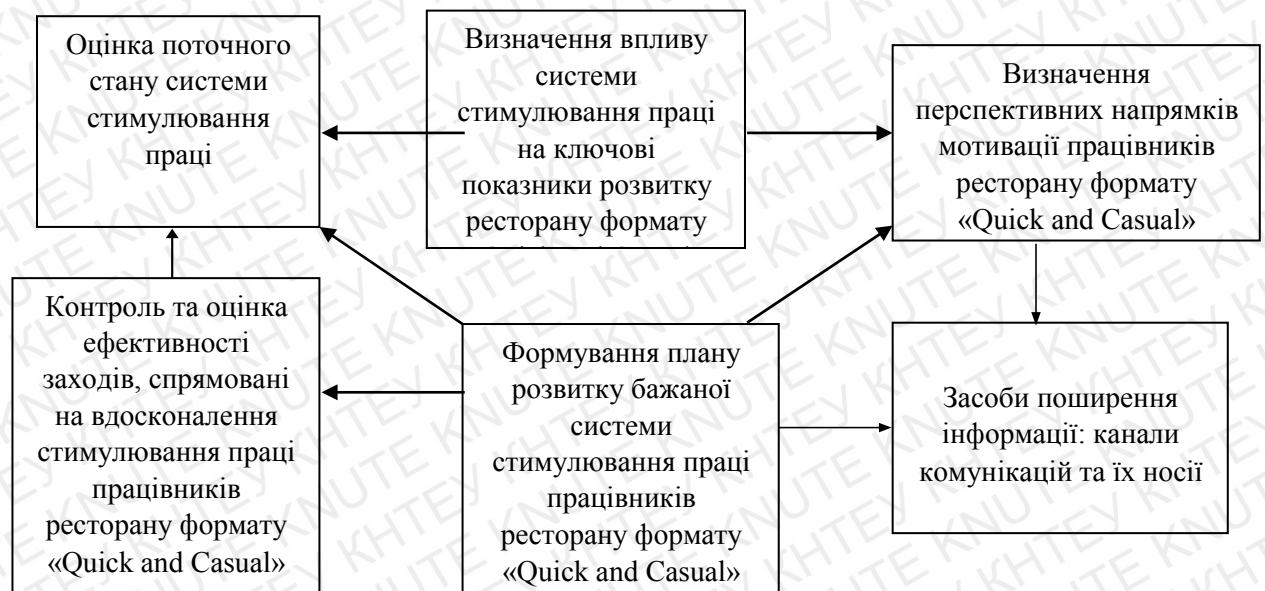 Оцінка поточного
стану системи
стимулювання
праці
Визначення впливу
системи
стимулювання праці
на ключові
показники розвитку
ресторану формату
Визначення
перспективних напрямків
мотивації працівників
ресторану формату
«Quick and Casual»
Контроль та оцінка
ефективності
заходів, спрямовані
на вдосконалення
стимулювання праці
працівників
ресторану формату
«Quick and Casual»
Формування плану
розвитку бажаної
системи
стимулювання праці
працівників
ресторану формату
«Quick and Casual»
Засоби поширення
інформації: канали
комунікацій та їх носії